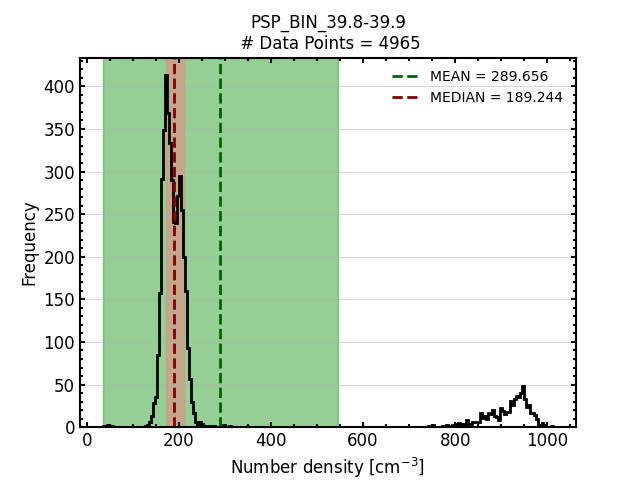 PSP_BIN_39.8-39.9
# Data Points = 4965
MEAN = 289.656
MEDIAN = 189.244
Frequency
400
350
300
250
200
150
100
50
0
0 200 400 600 800 1000
Number density [cm⁻³]